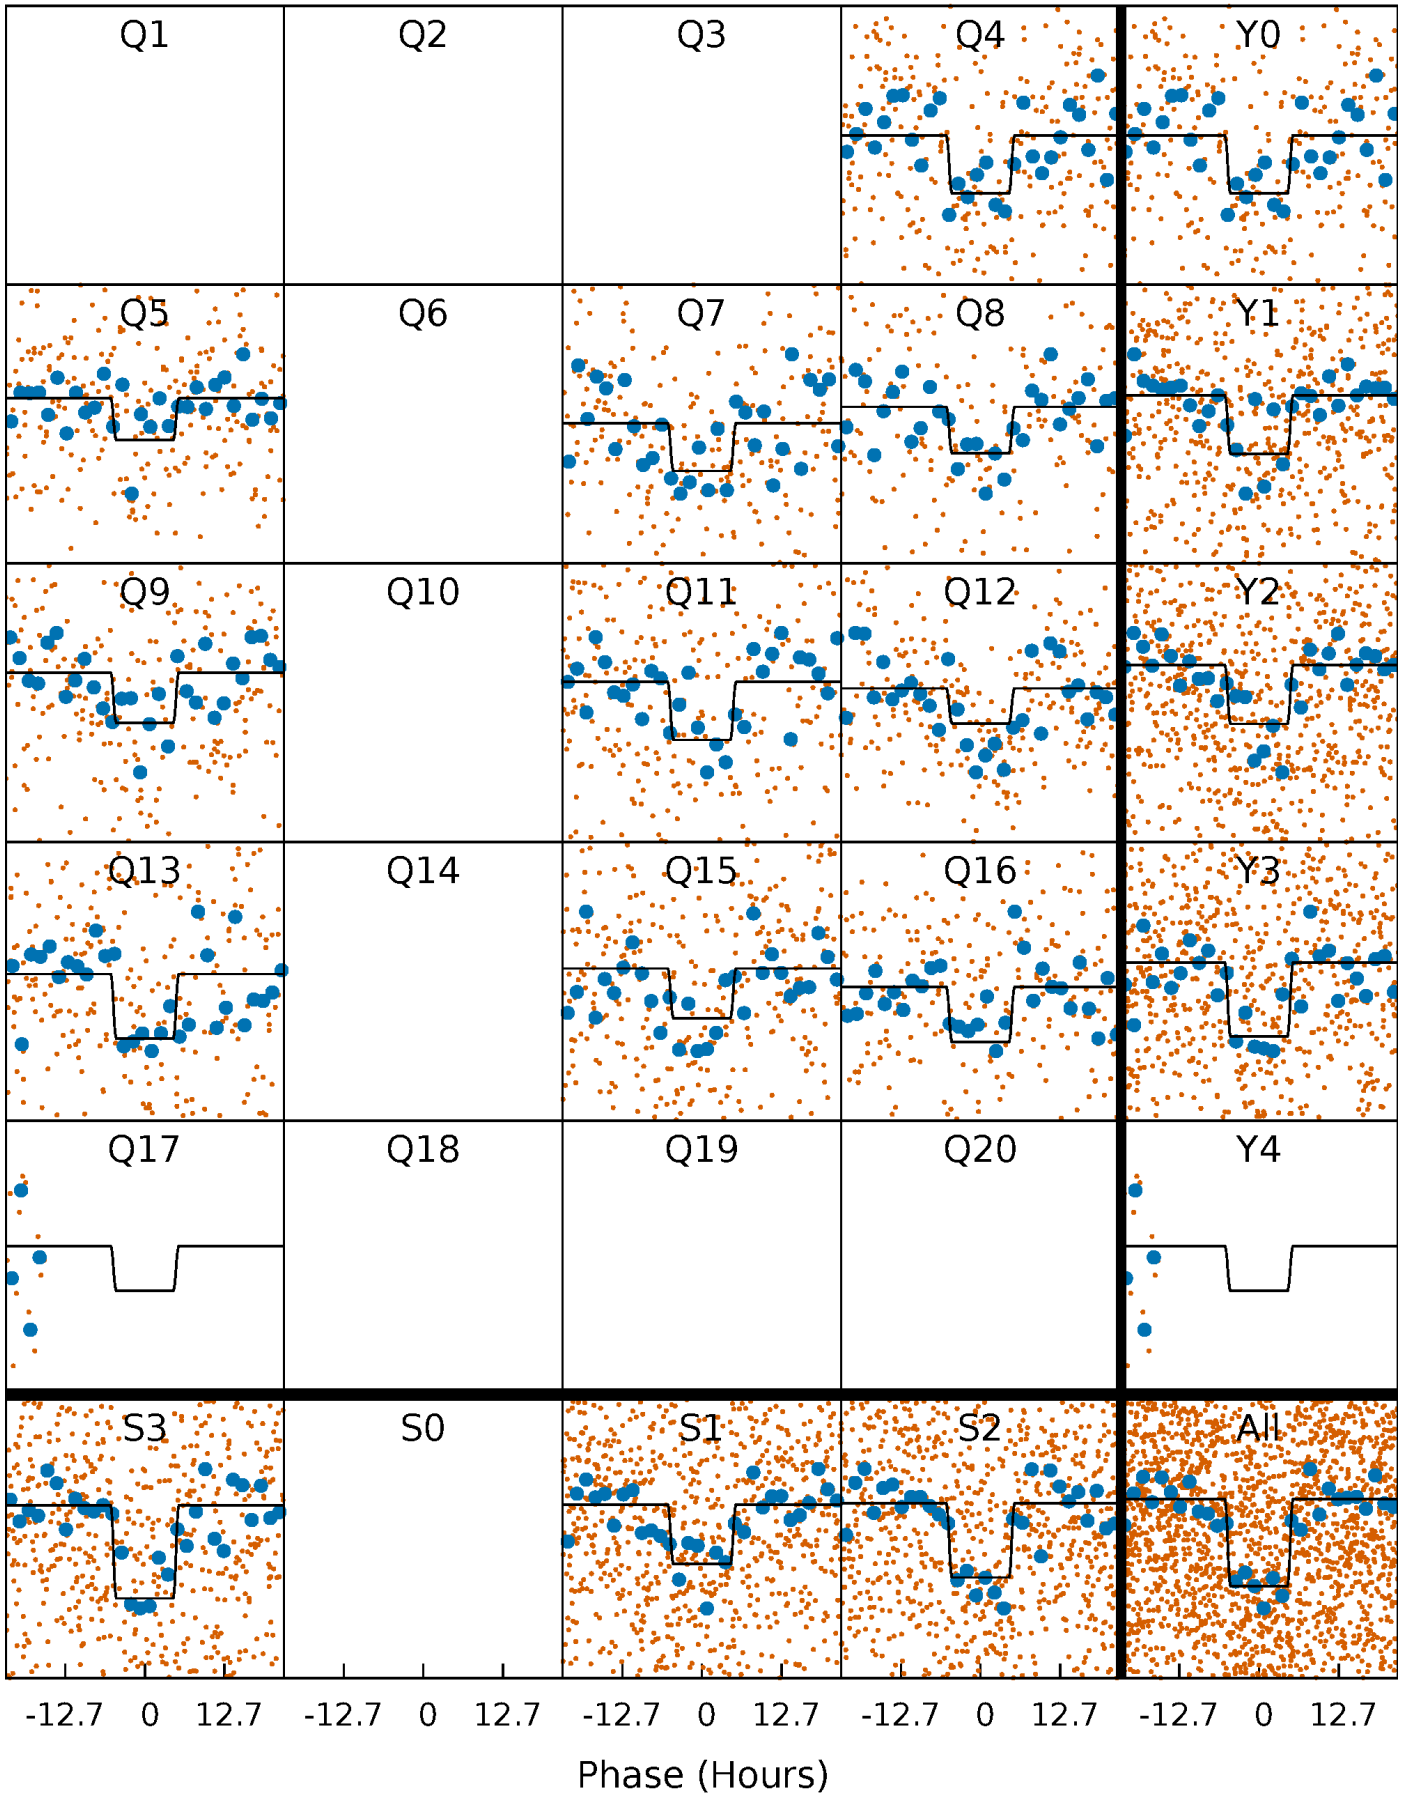 Q1 Q2 Q3 Q4 Y0
Q5 Q6 Q7 Q8 Y1
Q9 Q10 Q11 Q12 Y2
Q13 Q14 Q15 Q16 Y3
Q17 Q18 Q19 Q20 Y4
S3 S0 S1 S2 All
-12.7 0 12.7 -12.7 0 12.7 -12.7 0 12.7 -12.7 0 12.7 -12.7 0 12.7
Phase (Hours)